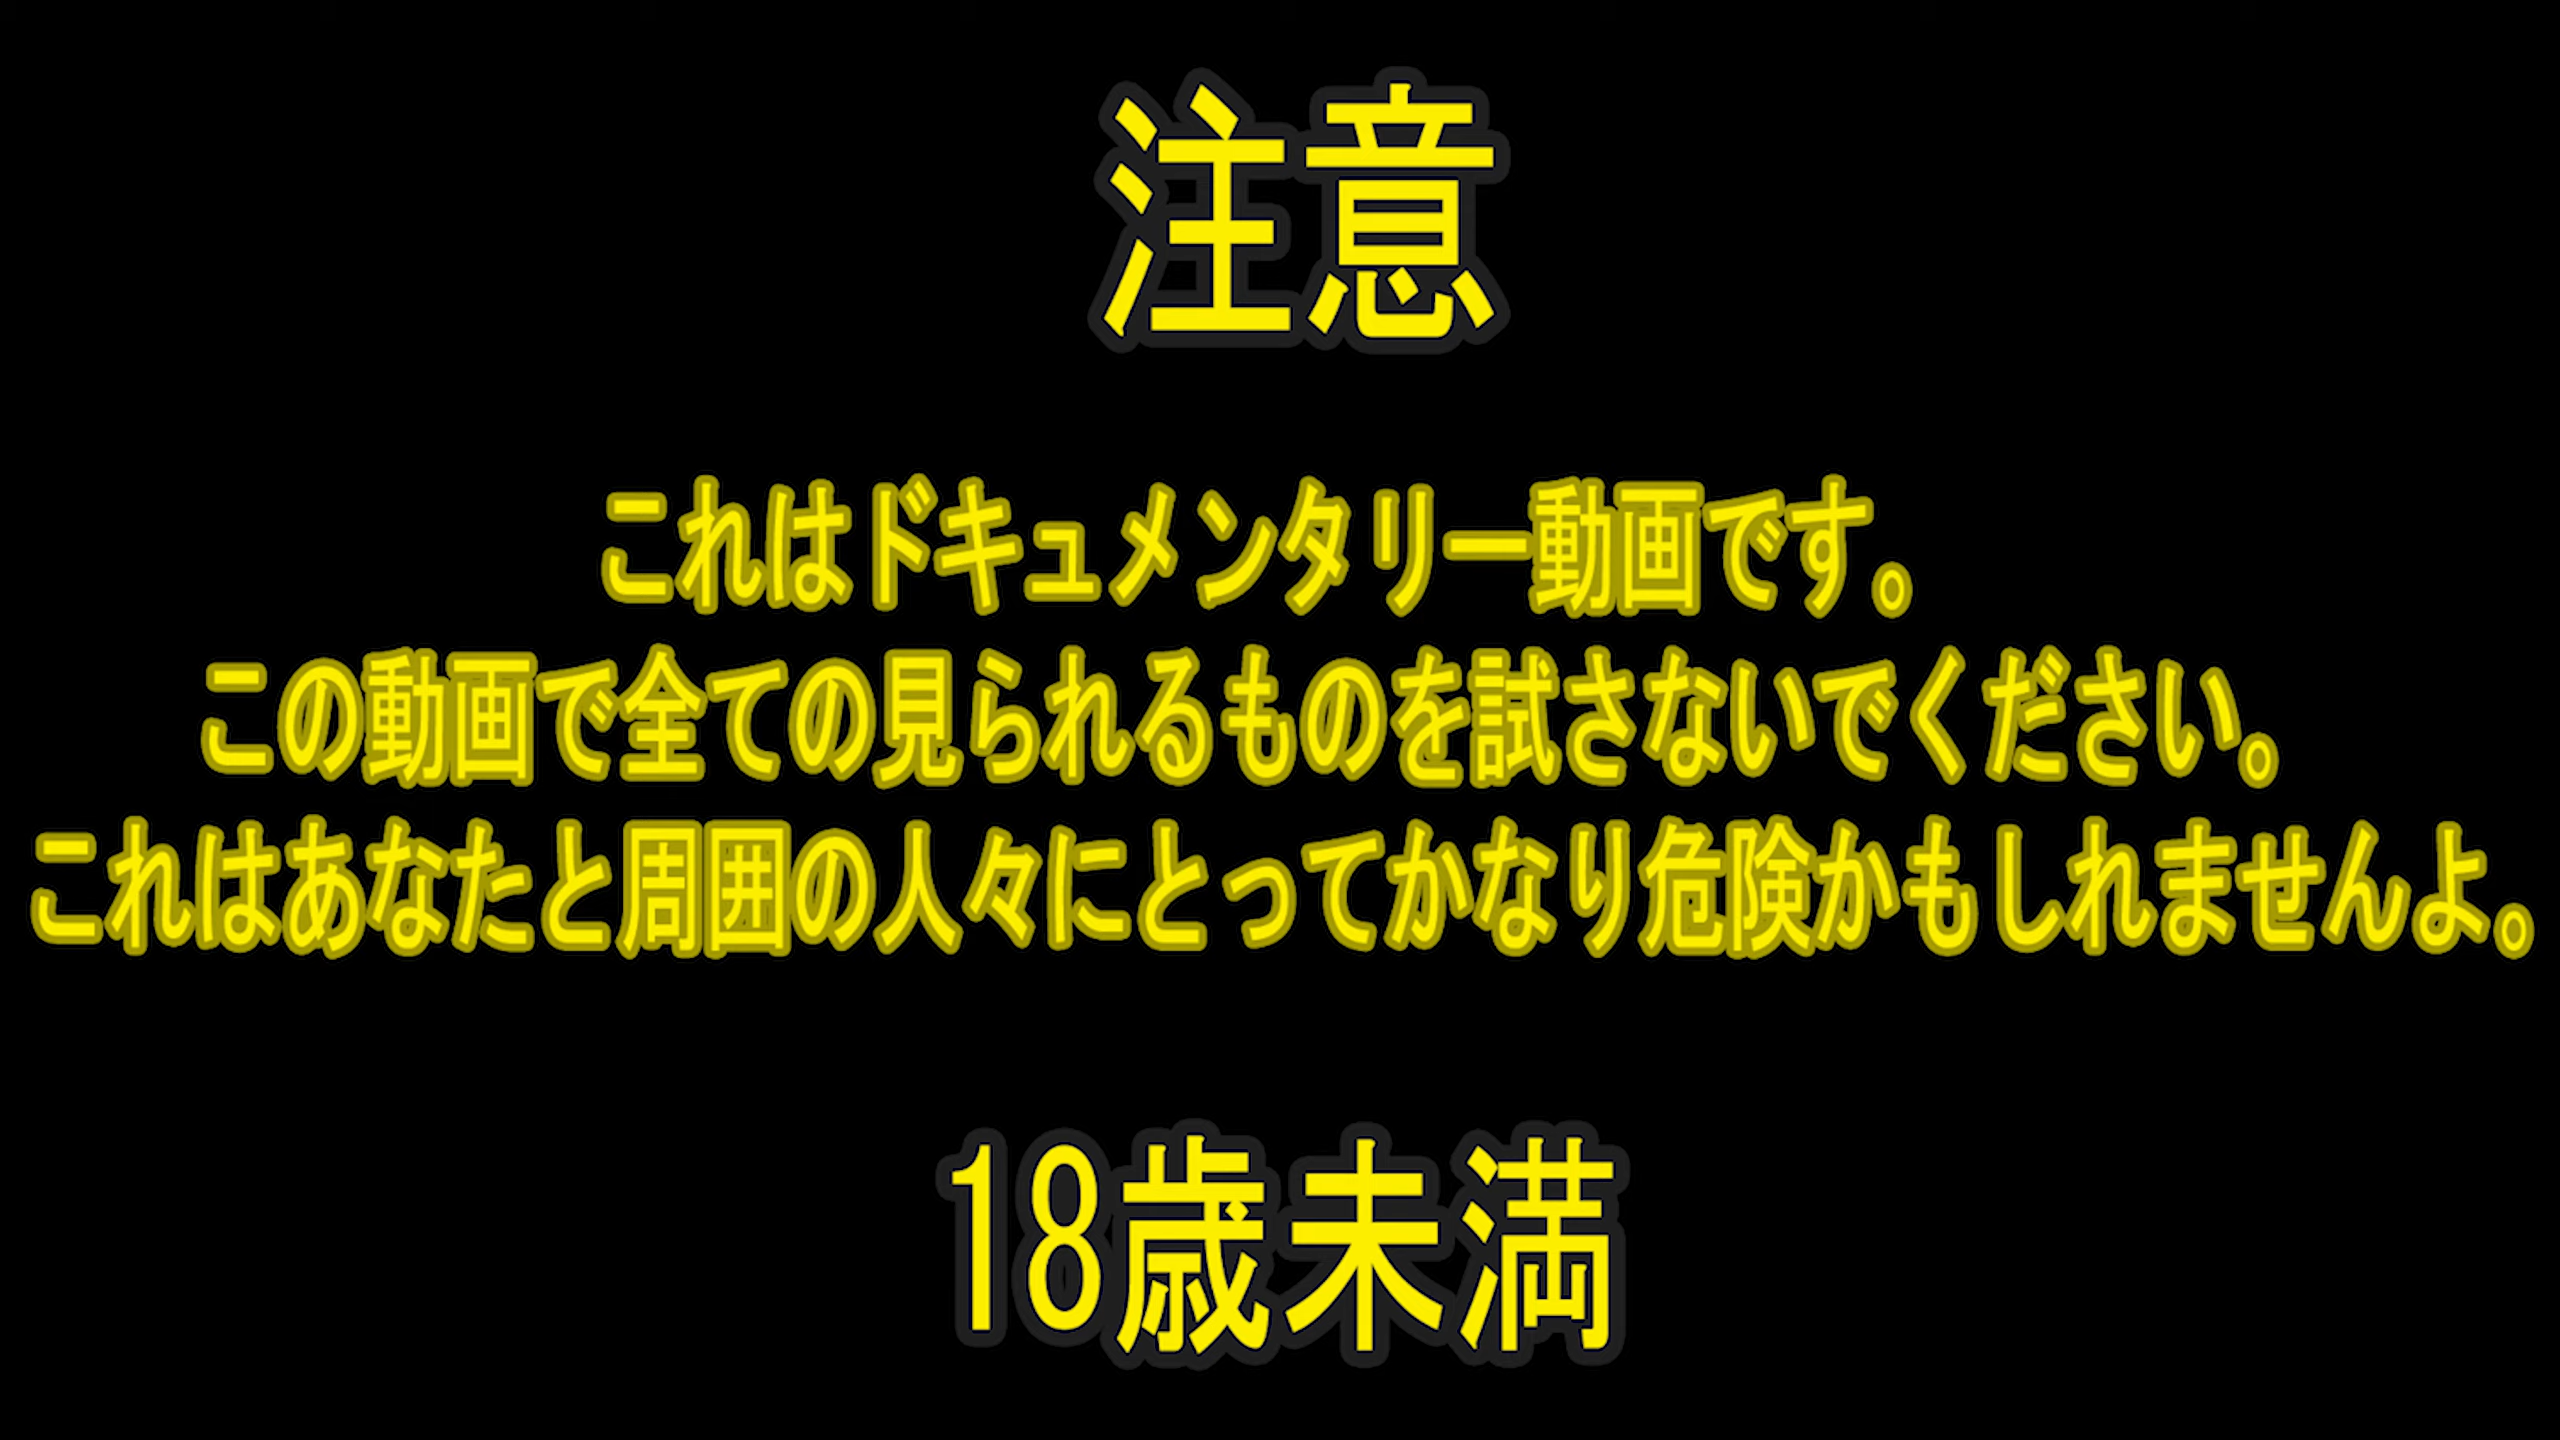 注意
これはドキュメンタリー動画です。
この動画で全ての見られるものを試さないでください。
これはあなたと周囲の人々にとってかなり危険かもしれませんよ。
18歳未満